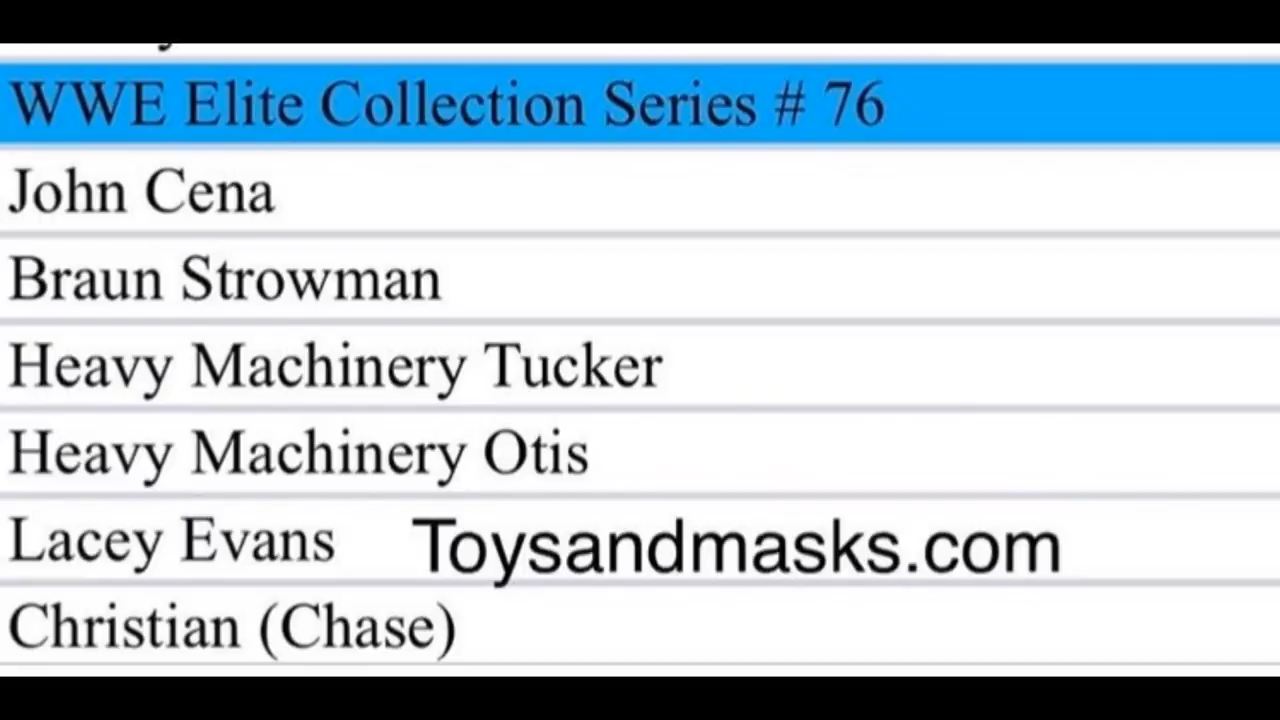 WWE Elite Collection Series # 76
John Cena
Braun Strowman
Heavy Machinery Tucker
Heavy Machinery Otis
Lacey Evans
Toysandmasks.com
Christian (Chase)